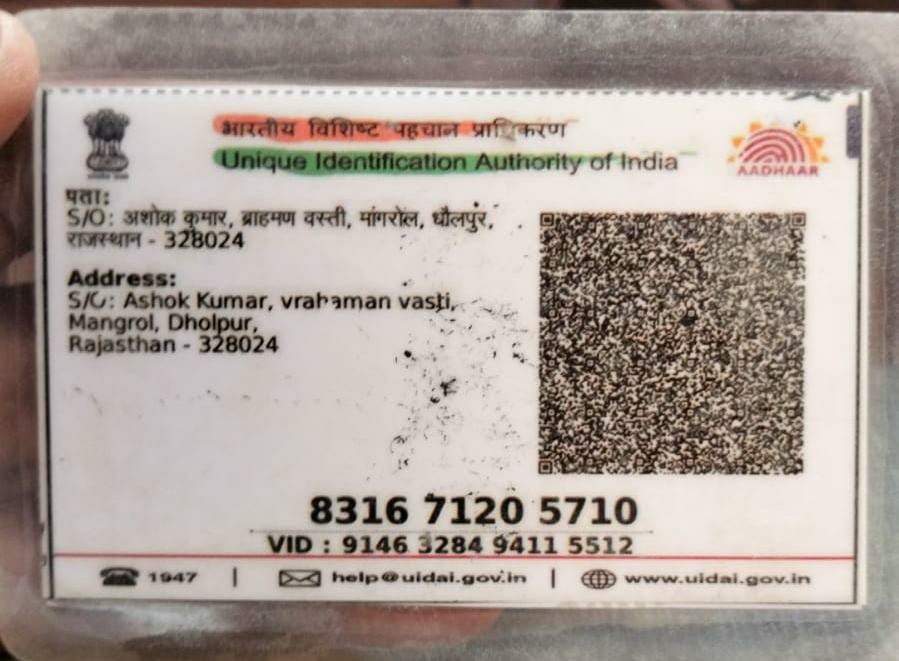 भारतीय विशिष्ट पहचान प्राधिकरण
Unique Identification Authority of India
AADHAAR
पता:
S/O: अशोक कुमार, ब्राहमण वस्ती, मांगरोल, धौलपुर,
राजस्थान - 328024
Address:
S/O: Ashok Kumar, vrahaman vasti,
Mangrol, Dholpur,
Rajasthan - 328024
8316 7120 5710
VID : 9146 3284 9411 5512
1947 | help@uidai.gov.in | www.uidai.gov.in